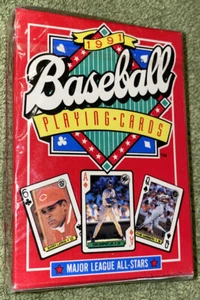 1991
Baseball
PLAYING • CARDS
A
★ MAJOR LEAGUE ALL-STARS ★